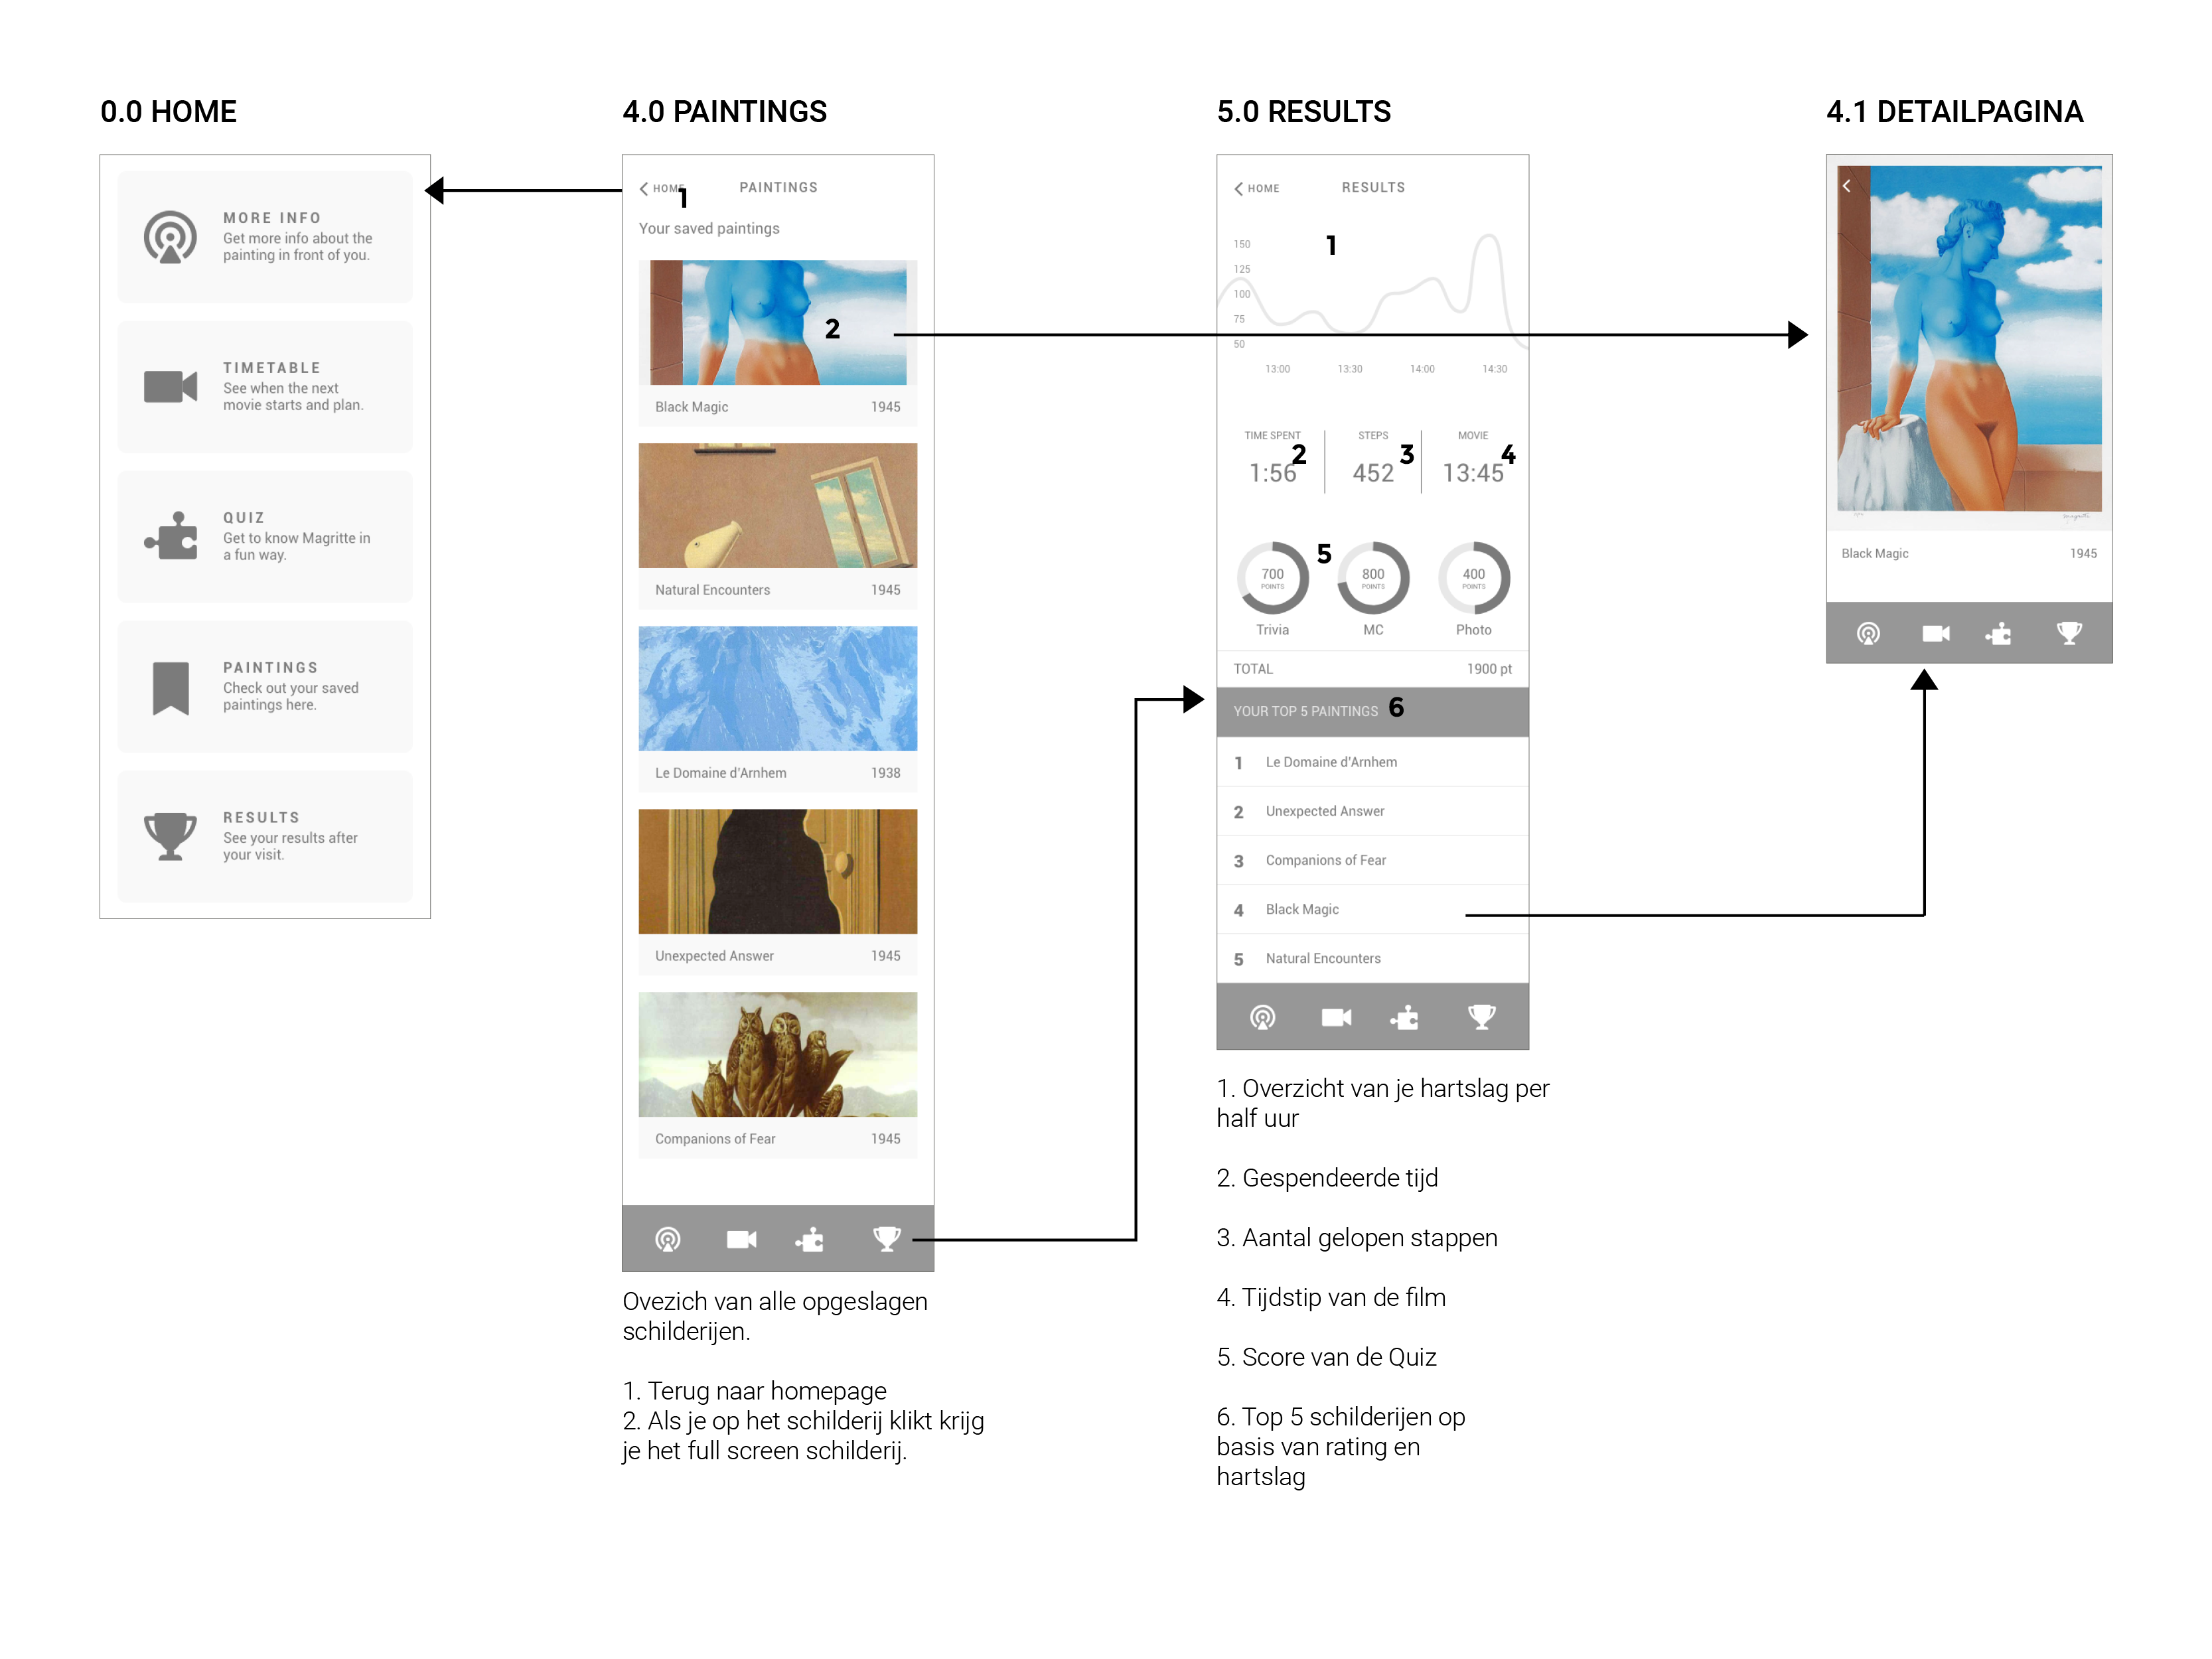 0.0 HOME
MORE INFO
Get more info about the
painting in front of you.
TIMETABLE
See when the next
movie starts and plan.
QUIZ
Get to know Magritte in
a fun way.
PAINTINGS
Check out your saved
paintings here.
RESULTS
See your results after
your visit.
4.0 PAINTINGS
HOME
1
PAINTINGS
Your saved paintings
2
Black Magic 1945
Natural Encounters 1945
Le Domaine d'Arnhem 1938
Unexpected Answer 1945
Companions of Fear 1945
Ovezich van alle opgeslagen
schilderijen.
1. Terug naar homepage
2. Als je op het schilderij klikt krijg
je het full screen schilderij.
5.0 RESULTS
HOME RESULTS
1
150
125
100
75
50
13:00 13:30 14:00 14:30
TIME SPENT STEPS MOVIE
2 3 4
1:56 452 13:45
5
700 800 400
POINTS POINTS POINTS
Trivia MC Photo
TOTAL 1900 pt
YOUR TOP 5 PAINTINGS 6
1 Le Domaine d'Arnhem
2 Unexpected Answer
3 Companions of Fear
4 Black Magic
5 Natural Encounters
1. Overzicht van je hartslag per
half uur
2. Gespendeerde tijd
3. Aantal gelopen stappen
4. Tijdstip van de film
5. Score van de Quiz
6. Top 5 schilderijen op
basis van rating en
hartslag
4.1 DETAILPAGINA
Black Magic 1945